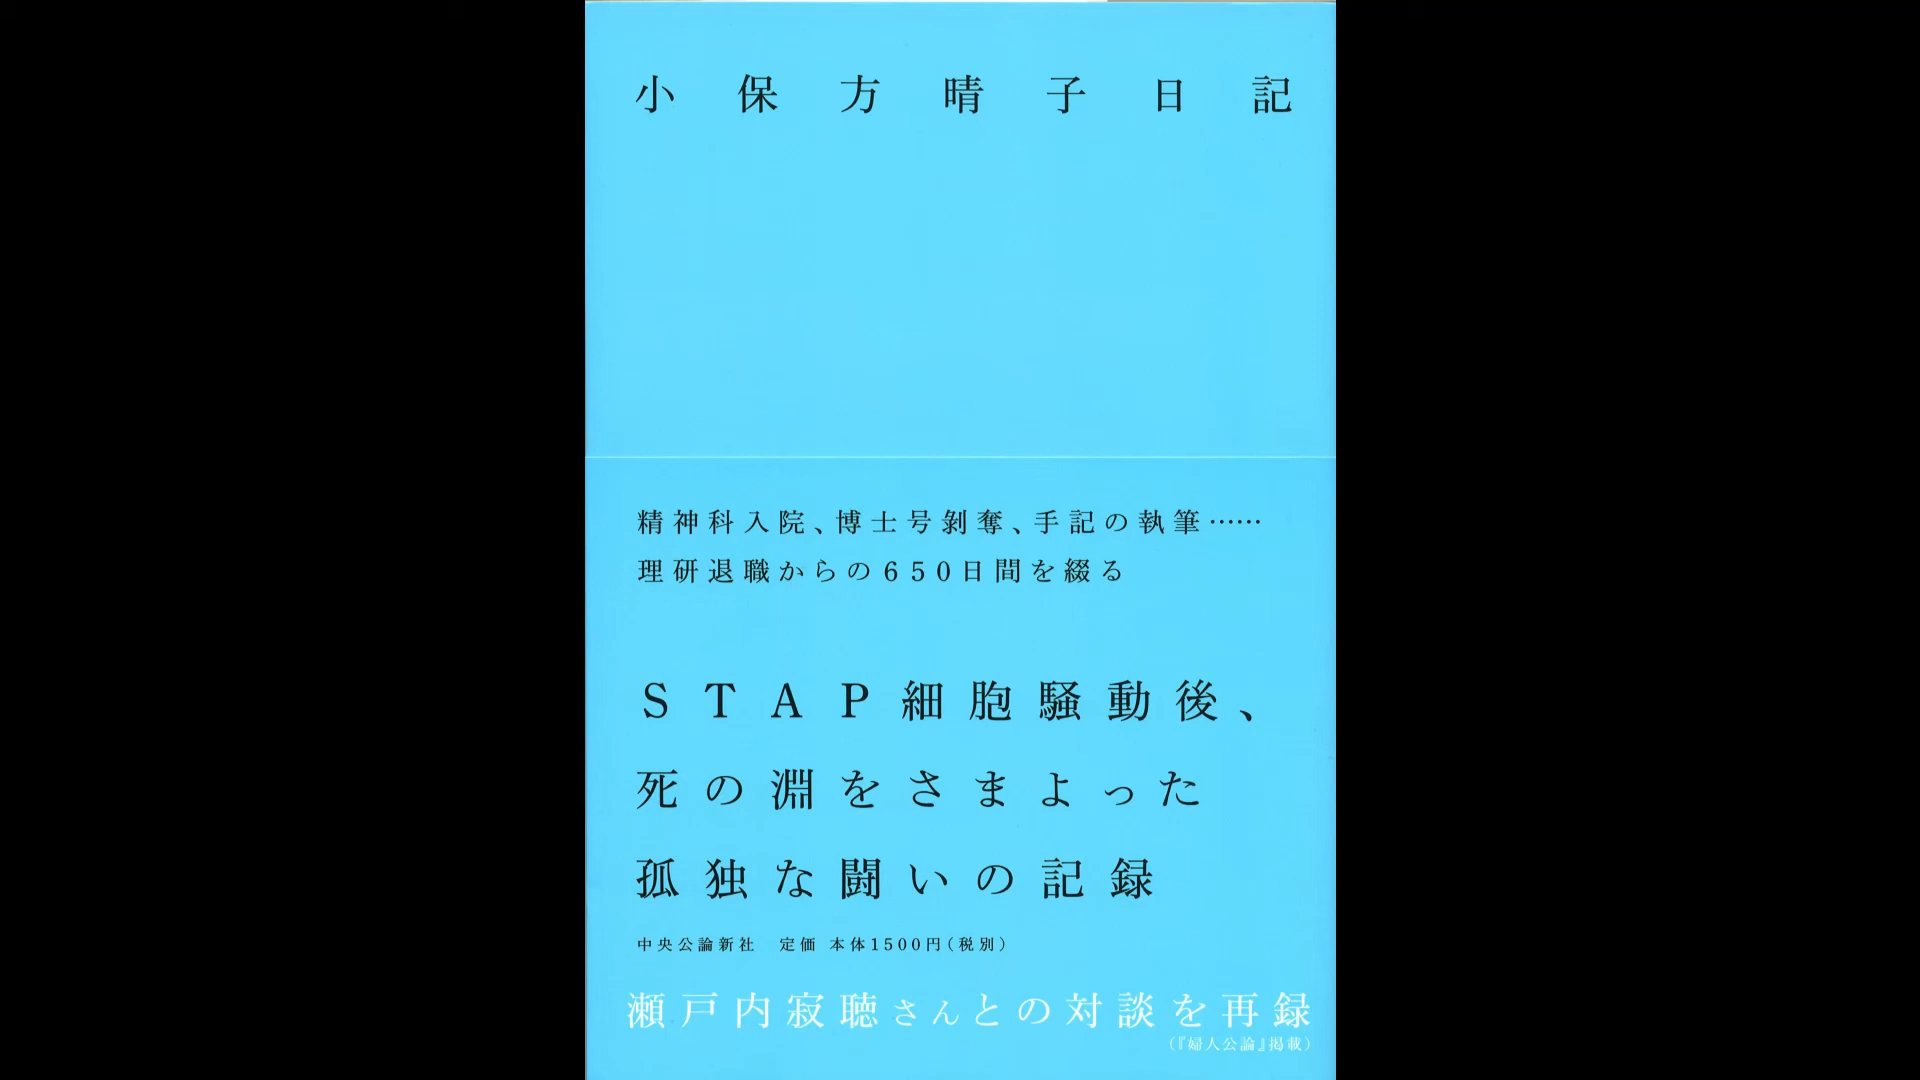 小保方晴子日記
精神科入院、博士号剝奪、手記の執筆……
理研退職からの650日間を綴る
STAP細胞騒動後、
死の淵をさまよった
孤独な闘いの記録
中央公論新社　定価 本体1500円（税別）
瀬戸内寂聴さんとの対談を再録
（『婦人公論』掲載）